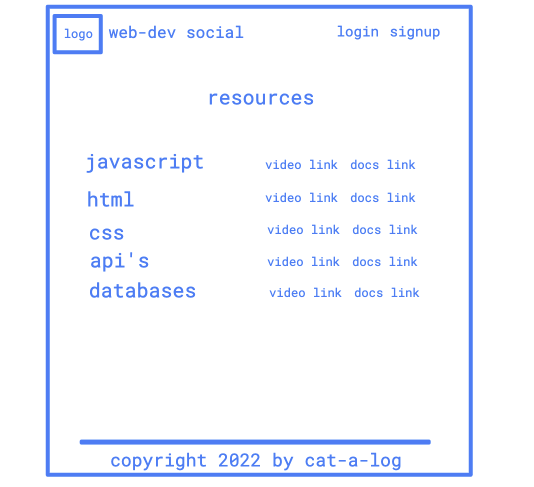 logo web-dev social login signup
resources
javascript video link docs link
html video link docs link
css video link docs link
api's video link docs link
databases video link docs link
copyright 2022 by cat-a-log